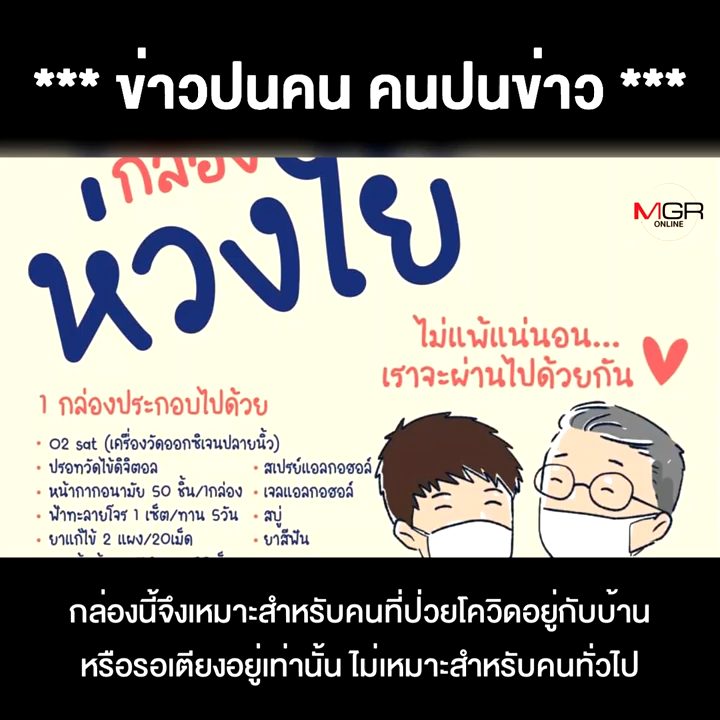 *** ข่าวปนคน คนปนข่าว ***
กล่อง
ห่วงใย
MGR
ONLINE
ไม่แพ้แน่นอน...
เราจะผ่านไปด้วยกัน
1 กล่องประกอบไปด้วย
• O2 sat (เครื่องวัดออกซิเจนปลายนิ้ว)
• ปรอทวัดไข้ดิจิตอล
• หน้ากากอนามัย 50 ชิ้น/1กล่อง
• ฟ้าทะลายโจร 1 เซ็ต/ทาน 5วัน
• ยาแก้ไข้ 2 แผง/20เม็ด
• สเปรย์แอลกอฮอล์
• เจลแอลกอฮอล์
• สบู่
• ยาสีฟัน
กล่องนี้จึงเหมาะสำหรับคนที่ป่วยโควิดอยู่กับบ้าน
หรือรอเตียงอยู่เท่านั้น ไม่เหมาะสำหรับคนทั่วไป